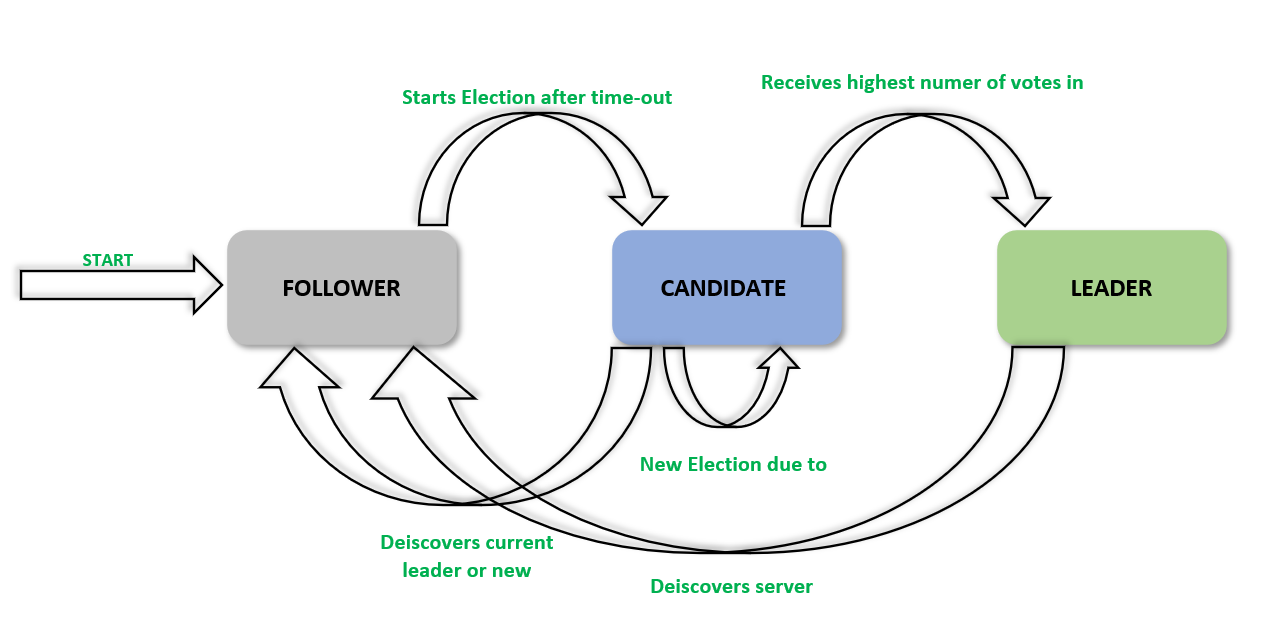 Receives highest numer of votes in
Starts Election after time-out
START
FOLLOWER
CANDIDATE
LEADER
New Election due to
Deiscovers current
leader or new
Deiscovers server